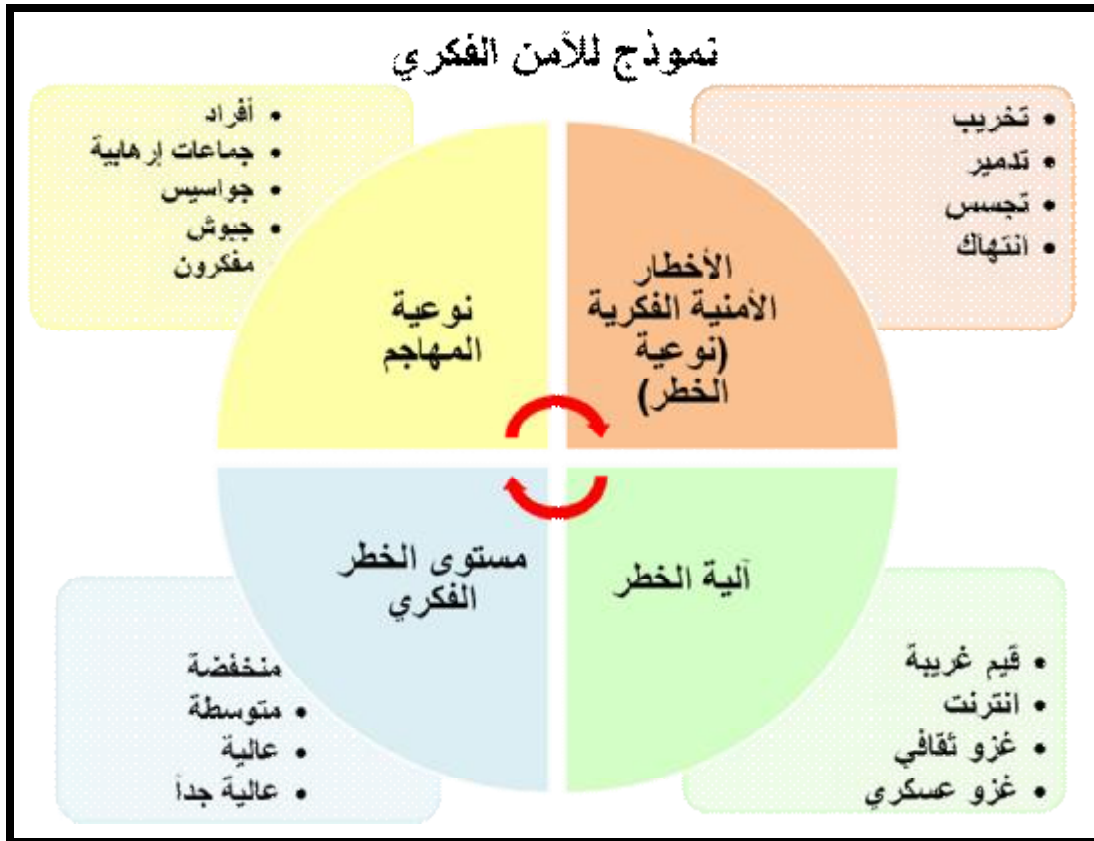 نموذج للأمن الفكري
• تخريب
• تدمير
• تجسس
• انتهاك
• أفراد
• جماعات إرهابية
• جواسيس
• جيوش
مفكرون
الأخطار
الأمنية الفكرية
(نوعية
الخطر)
نوعية
المهاجم
آلية الخطر
مستوى الخطر
الفكري
• قيم غريبة
• انترنت
• غزو ثقافي
• غزو عسكري
منخفضة
• متوسطة
• عالية
• عالية جداً